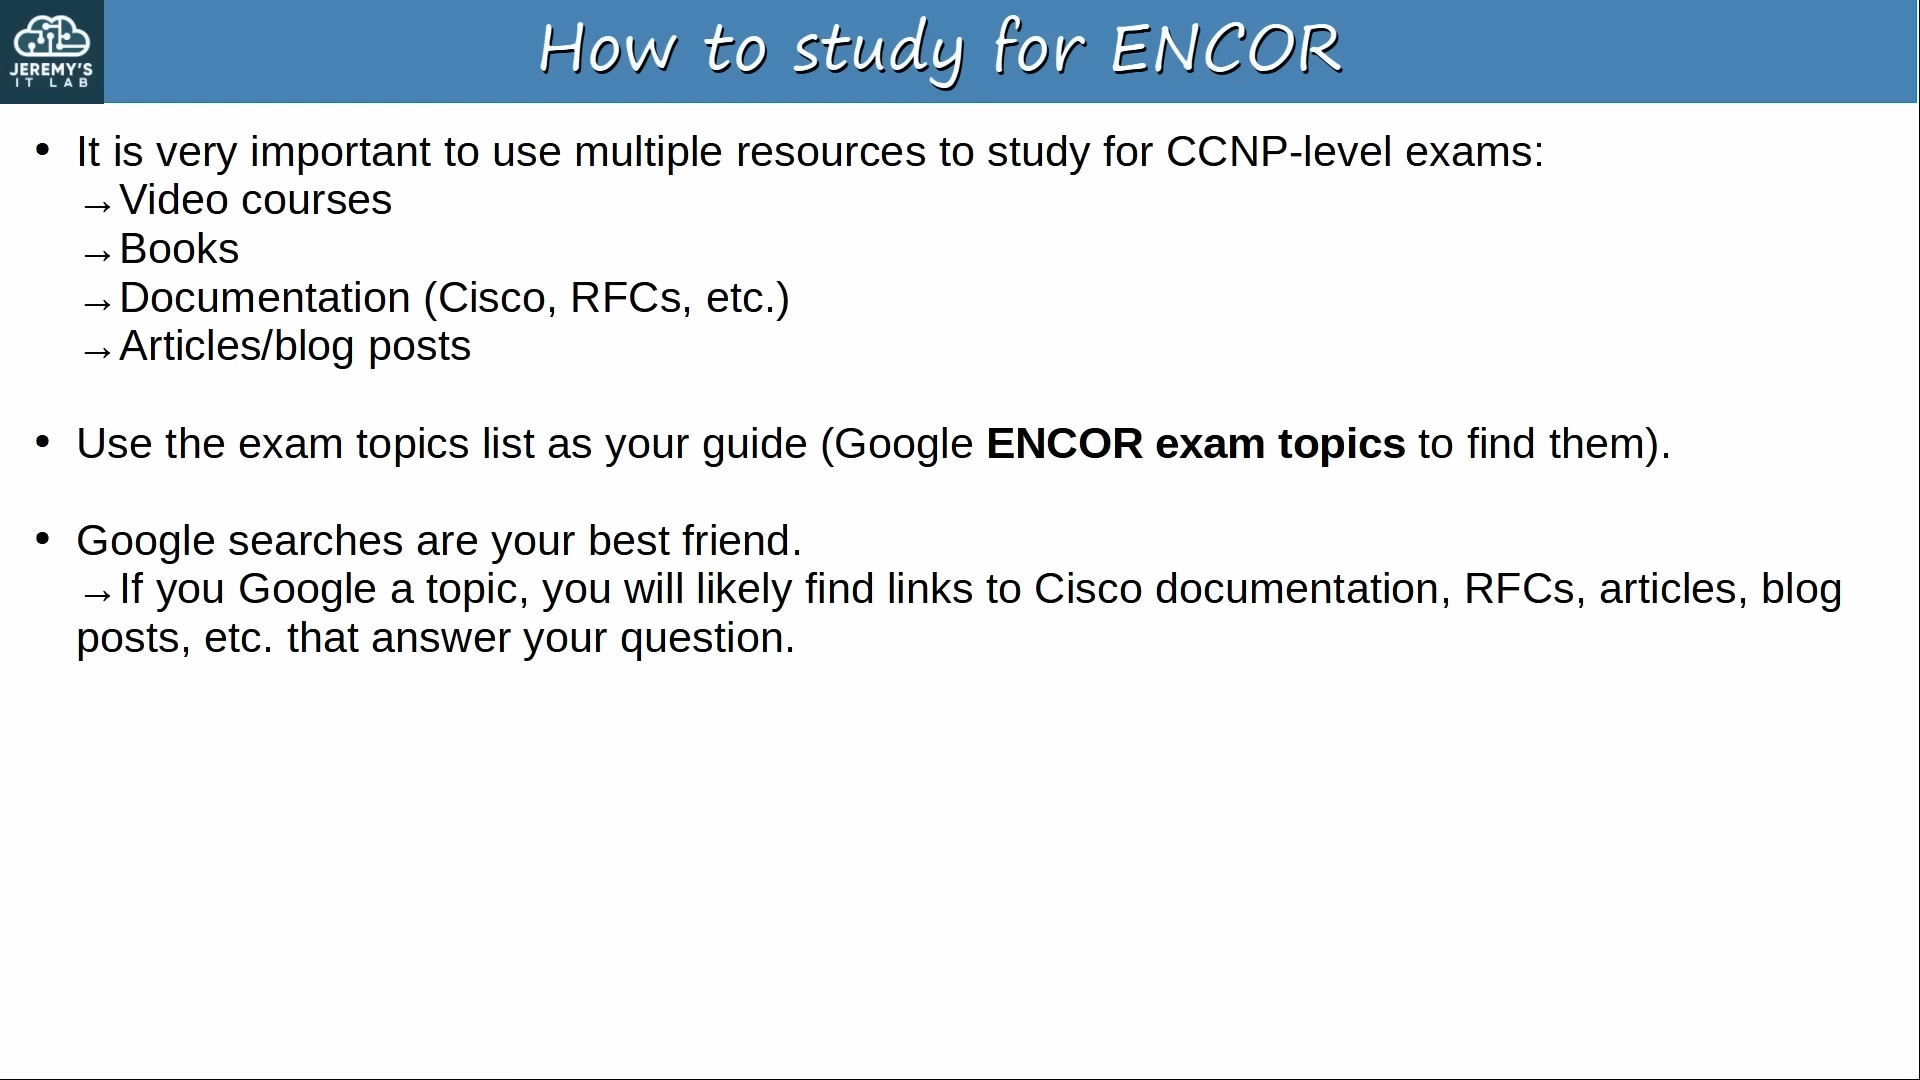 JEREMY'S
IT LAB
How to study for ENCOR
• It is very important to use multiple resources to study for CCNP-level exams:
→Video courses
→Books
→Documentation (Cisco, RFCs, etc.)
→Articles/blog posts
• Use the exam topics list as your guide (Google ENCOR exam topics to find them).
• Google searches are your best friend.
→If you Google a topic, you will likely find links to Cisco documentation, RFCs, articles, blog
posts, etc. that answer your question.